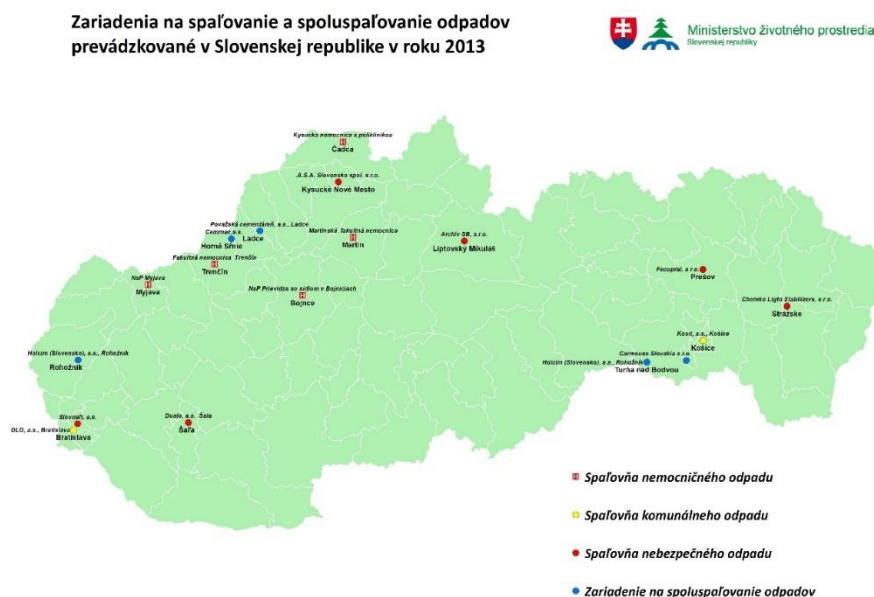 Zariadenia na spaľovanie a spoluspaľovanie odpadov
prevádzkované v Slovenskej republike v roku 2013
Ministerstvo životného prostredia
Slovenskej republiky
Kysucká nemocnica s poliklinikou
Čadca
.A.S.A. Slovensko spol. s.r.o.
Kysucké Nové Mesto
Považská cementáreň, a.s., Ladce
Ladce
Cemmac a.s.
Horné Srnie
Martinská fakultná nemocnica
Martin
Archív SB, s.r.o.
Liptovský Mikuláš
Fakultná nemocnica Trenčín
Trenčín
NsP Myjava
Myjava
NsP Prievidza so sídlom v Bojniciach
Bojnce
Fecupral, s r.o.
Prešov
Chemko Light Stabilizers, s.r.o.
Strážske
Kosit, a.s., Košice
Košice
Carmeuse Slovakia s.r.o.
Holcim (Slovensko), a.s., Rohožník
Turňa nad Bodvou
Holcim (Slovensko), a.s., Rohožník
Rohožník
Slovnaft, a.s.
OLO, a.s., Bratislava
Bratislava
Duslo, a.s. Šaľa
Šaľa
Spaľovňa nemocničného odpadu
Spaľovňa komunálneho odpadu
Spaľovňa nebezpečného odpadu
Zariadenie na spoluspaľovanie odpadov